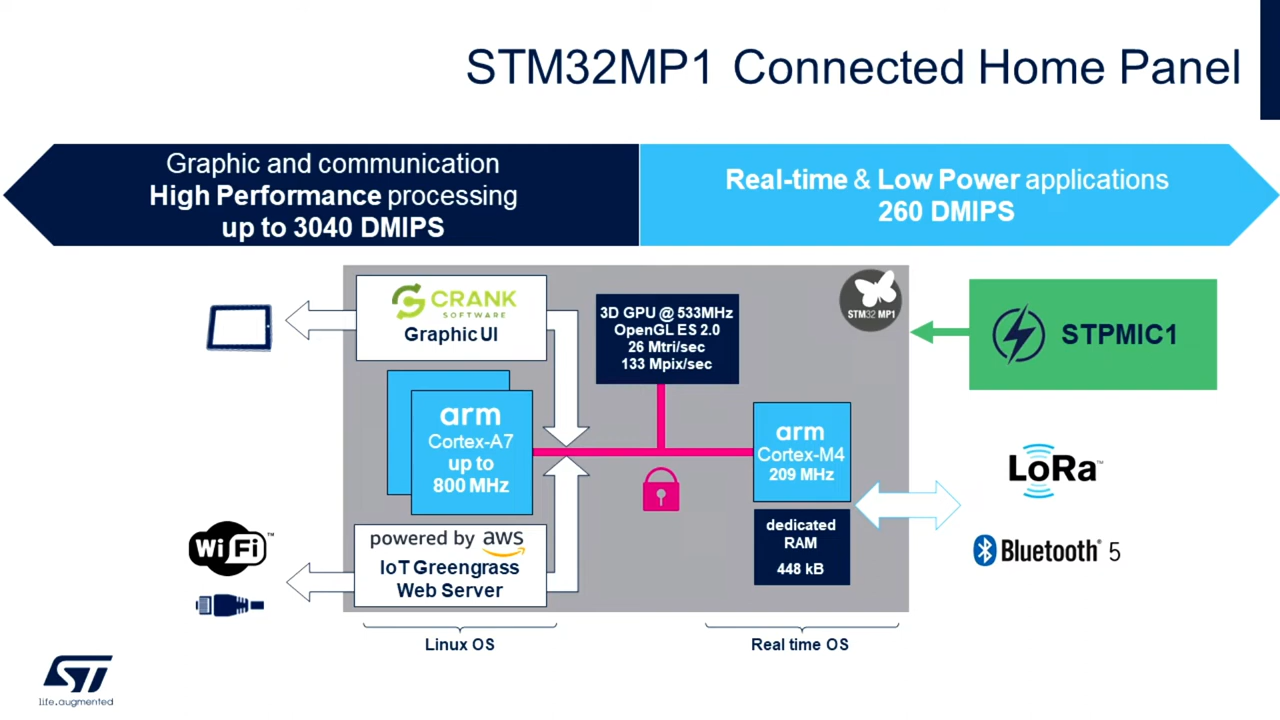 STM32MP1 Connected Home Panel
Graphic and communication
High Performance processing
up to 3040 DMIPS
Real-time & Low Power applications
260 DMIPS
CRANK
SOFTWARE
Graphic UI
3D GPU @ 533MHz
OpenGL ES 2.0
26 Mtri/sec
133 Mpix/sec
STM32 MP1
STPMIC1
arm
Cortex-A7
up to
800 MHz
arm
Cortex-M4
209 MHz
LoRa™
WiFi™
powered by aws
IoT Greengrass
Web Server
dedicated
RAM
448 kB
Bluetooth® 5
Linux OS
Real time OS
ST
life.augmented